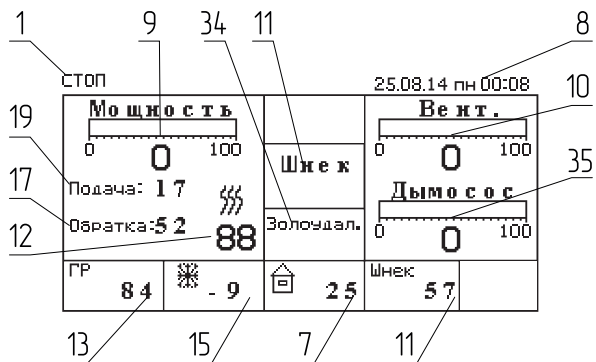 1 9 34 11 8
СТОП 25.08.14 пн 00:08
Мощность Вент. 10
19 0 0 100 Шнек 0 0 100
17 Подача: 17 Дымосос 35
12 Обратка:52 88 Золоудал. 0 0 100
ГР 84 - 9 25 Шнек 57
13 15 7 11